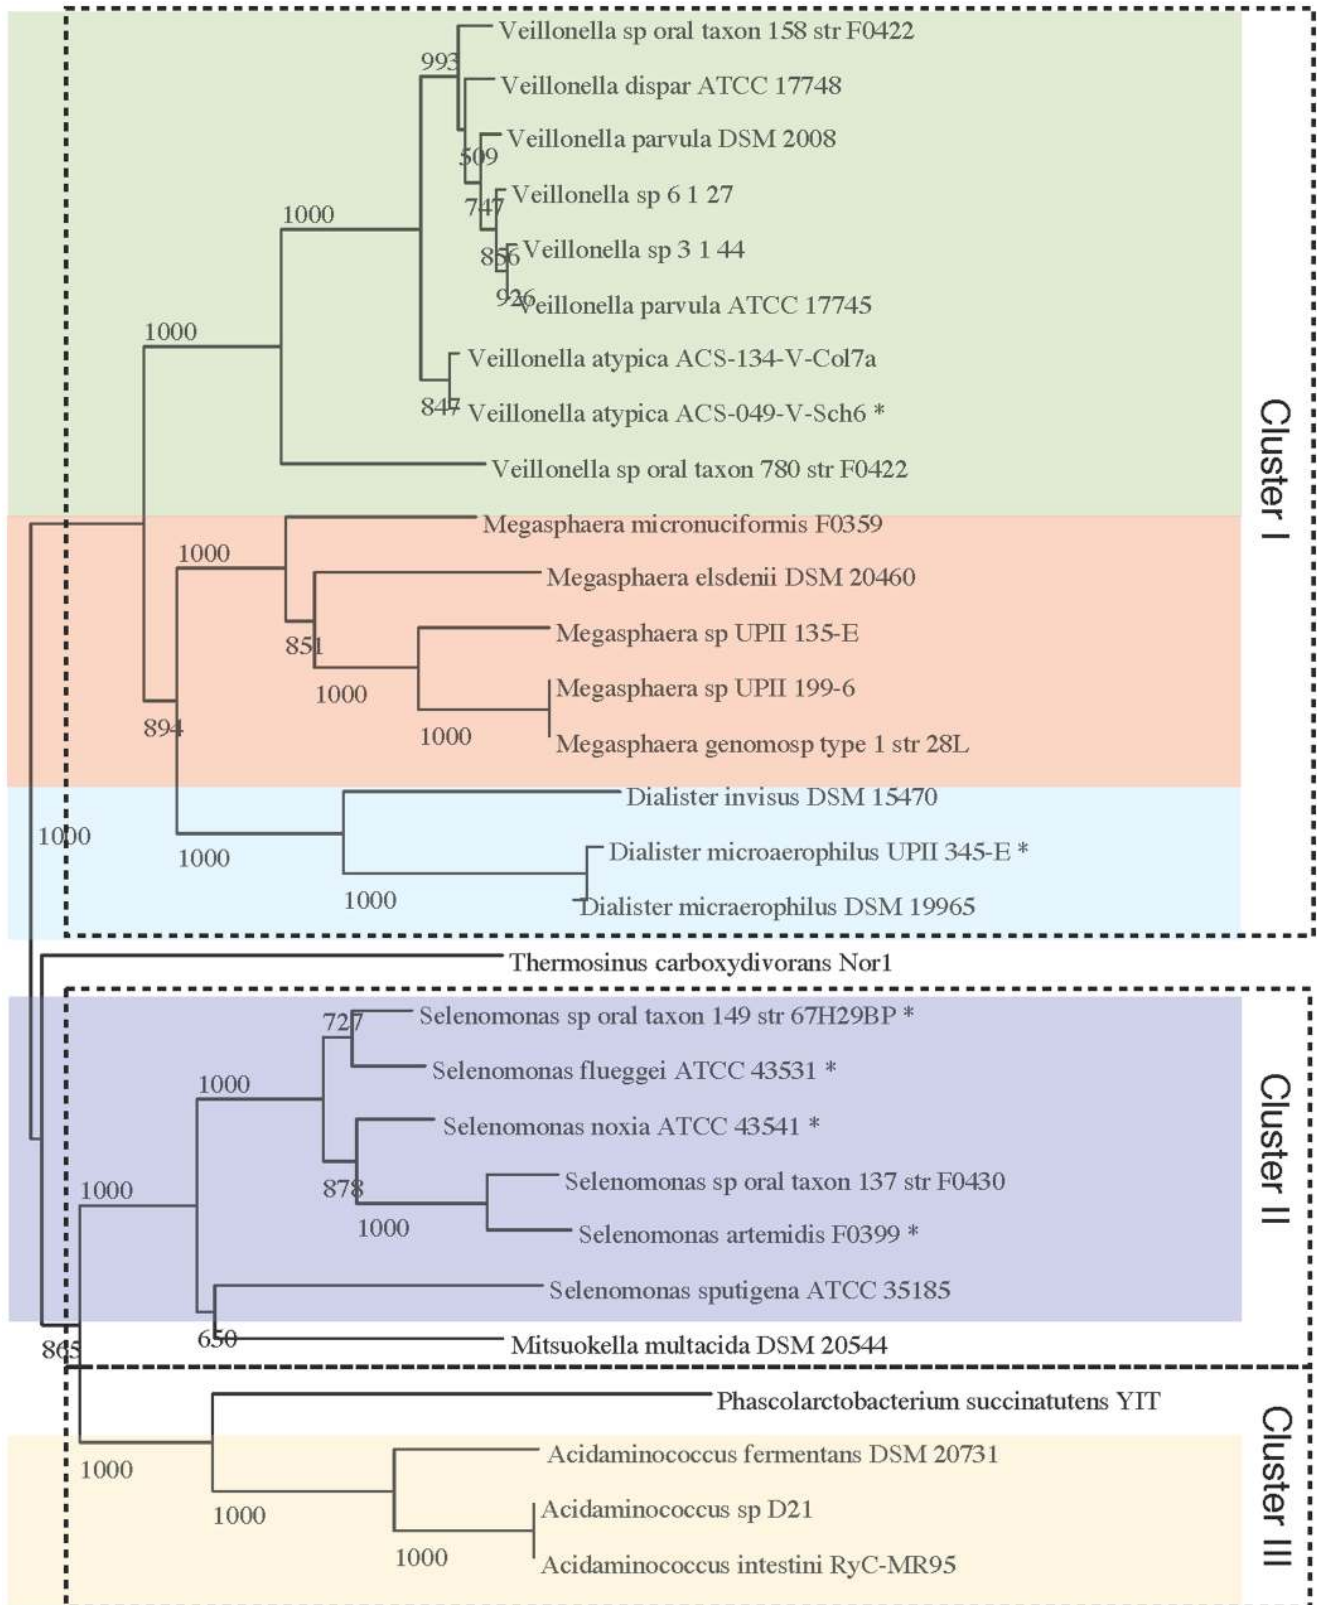 Veillonella sp oral taxon 158 str F0422
993
Veillonella dispar ATCC 17748
Veillonella parvula DSM 2008
509
Veillonella sp 6 1 27
747
1000
Veillonella sp 3 1 44
856
926
Veillonella parvula ATCC 17745
1000
Veillonella atypica ACS-134-V-Col7a
847
Veillonella atypica ACS-049-V-Sch6 *
Veillonella sp oral taxon 780 str F0422
Cluster I
Megasphaera micronuciformis F0359
1000
Megasphaera elsdenii DSM 20460
851
Megasphaera sp UPII 135-E
1000
Megasphaera sp UPII 199-6
894
1000
Megasphaera genomosp type 1 str 28L
Dialister invisus DSM 15470
1000
1000
Dialister microaerophilus UPII 345-E *
1000
Dialister micraerophilus DSM 19965
Thermosinus carboxydivorans Nor1
Selenomonas sp oral taxon 149 str 67H29BP *
727
Selenomonas flueggei ATCC 43531 *
1000
Selenomonas noxia ATCC 43541 *
Cluster II
Selenomonas sp oral taxon 137 str F0430
878
1000
1000
Selenomonas artemidis F0399 *
Selenomonas sputigena ATCC 35185
650
865
Mitsuokella multacida DSM 20544
Phascolarctobacterium succinatutens YIT
Acidaminococcus fermentans DSM 20731
1000
Cluster III
Acidaminococcus sp D21
1000
1000
Acidaminococcus intestini RyC-MR95